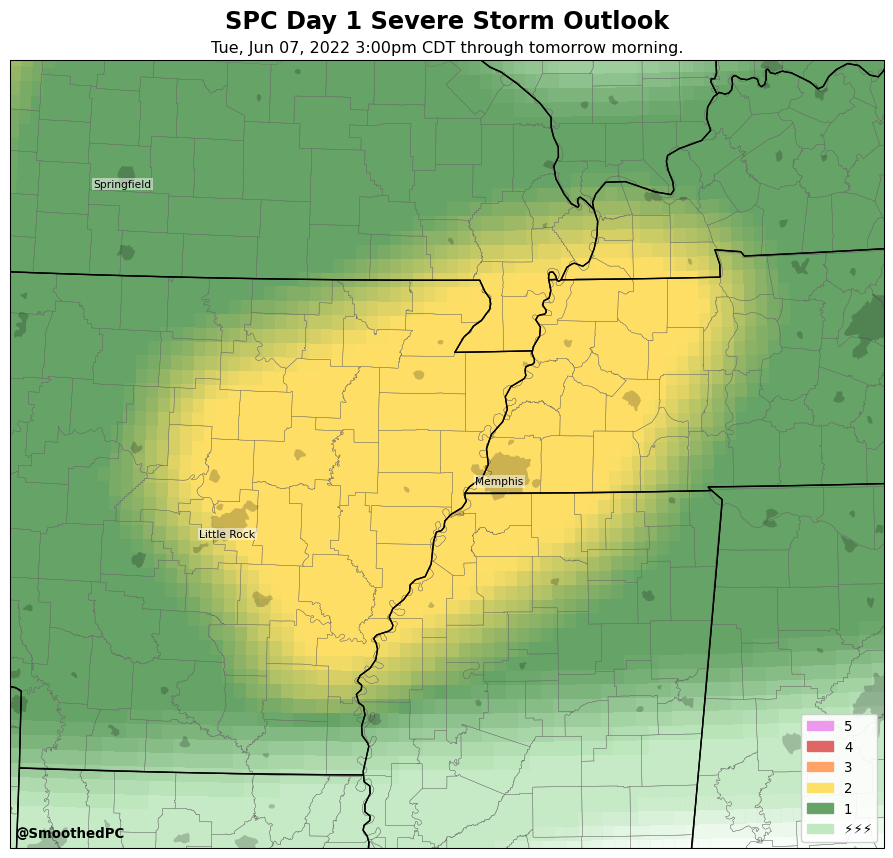 SPC Day 1 Severe Storm Outlook
Tue, Jun 07, 2022 3:00pm CDT through tomorrow morning.
Springfield
Memphis
Little Rock
5
4
3
2
1
⚡⚡⚡
@SmoothedPC